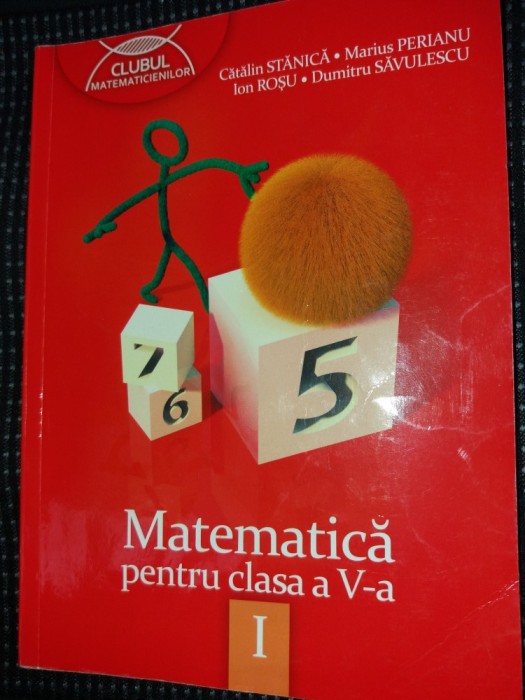 CLUBUL
MATEMATICIENILOR
Cătălin STĂNICĂ • Marius PERIANU
Ion ROȘU • Dumitru SĂVULESCU
7
6
5
Matematică
pentru clasa a V-a
I